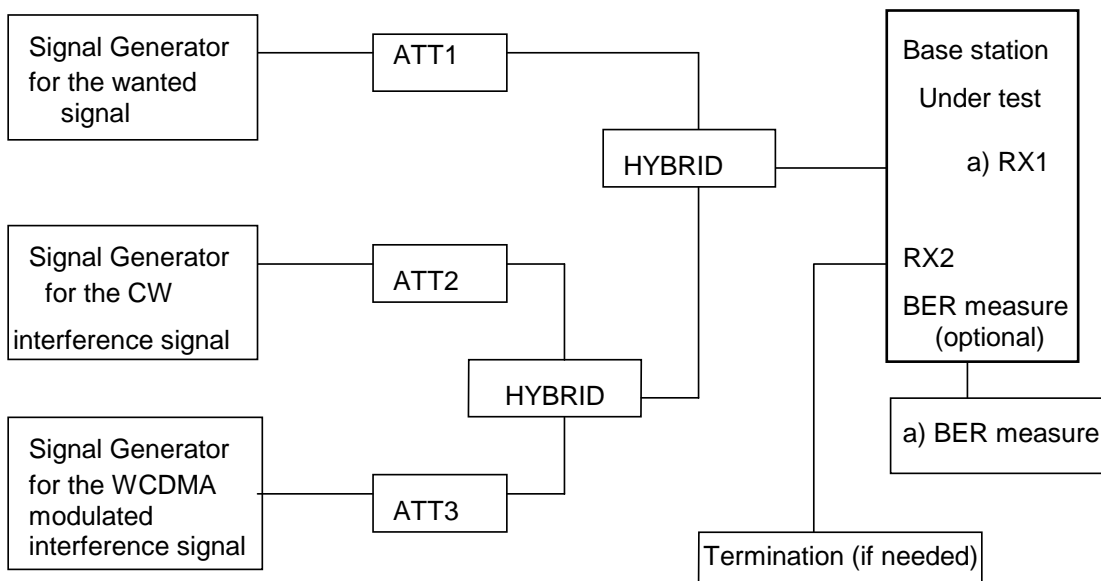 Signal Generator
for the wanted
signal
ATT1
HYBRID
Base station
Under test
a) RX1
RX2
BER measure
(optional)
Signal Generator
for the CW
interference signal
ATT2
HYBRID
a) BER measure
Signal Generator
for the WCDMA
modulated
interference signal
ATT3
Termination (if needed)